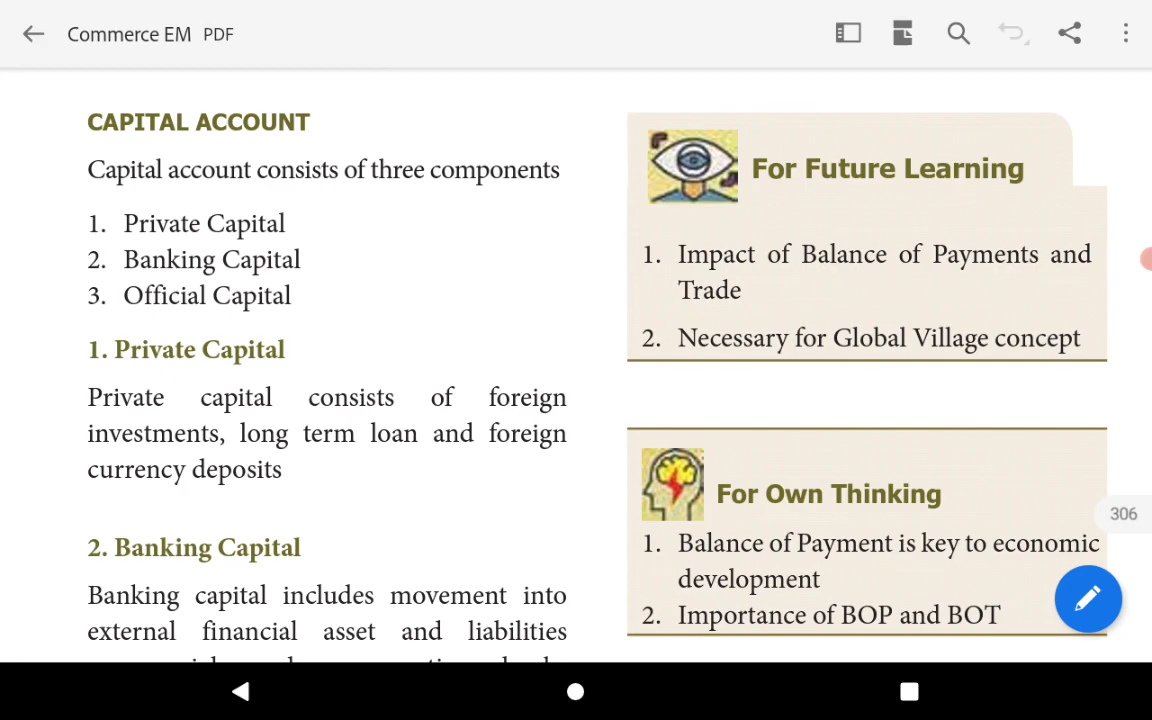 Commerce EM PDF
CAPITAL ACCOUNT
Capital account consists of three components
1. Private Capital
2. Banking Capital
3. Official Capital
1. Private Capital
Private capital consists of foreign
investments, long term loan and foreign
currency deposits
2. Banking Capital
Banking capital includes movement into
external financial asset and liabilities
For Future Learning
1. Impact of Balance of Payments and
Trade
2. Necessary for Global Village concept
For Own Thinking
1. Balance of Payment is key to economic
development
2. Importance of BOP and BOT
306